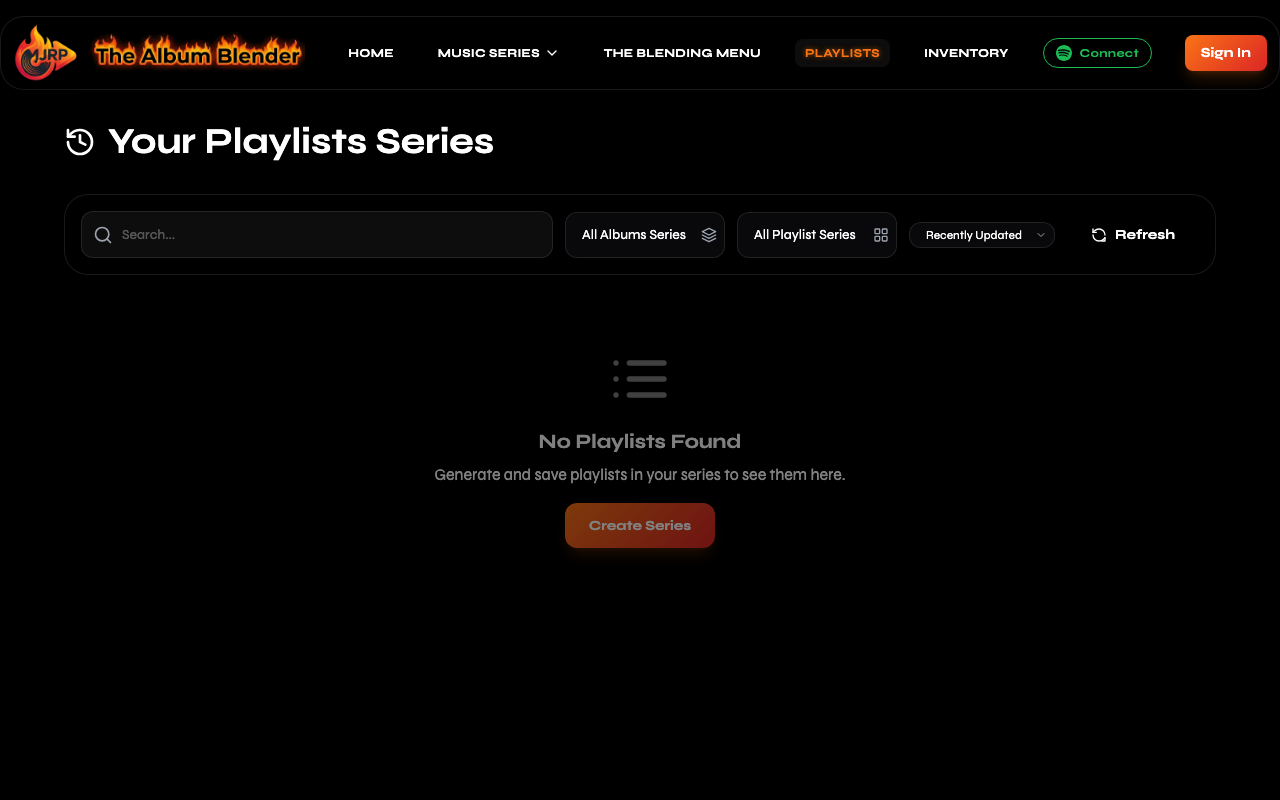 MJRP
The Album Blender
HOME
MUSIC SERIES
THE BLENDING MENU
PLAYLISTS
INVENTORY
Connect
Sign In
Your Playlists Series
Search...
All Albums Series
All Playlist Series
Recently Updated
Refresh
No Playlists Found
Generate and save playlists in your series to see them here.
Create Series